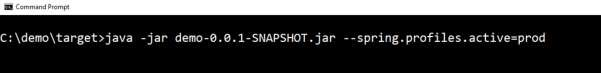 Command Prompt
C:\demo\target>java -jar demo-0.0.1-SNAPSHOT.jar --spring.profiles.active=prod